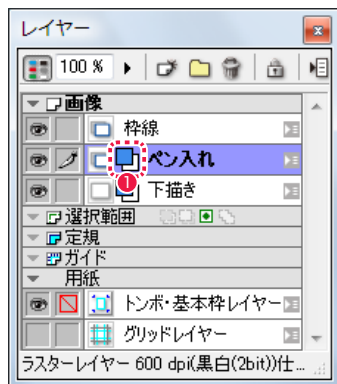 レイヤー
100 %
画像
枠線
ペン入れ
1
下描き
選択範囲
定規
ガイド
用紙
トンボ・基本枠レイヤー
グリッドレイヤー
ラスターレイヤー 600 dpi(黒白(2bit))仕...